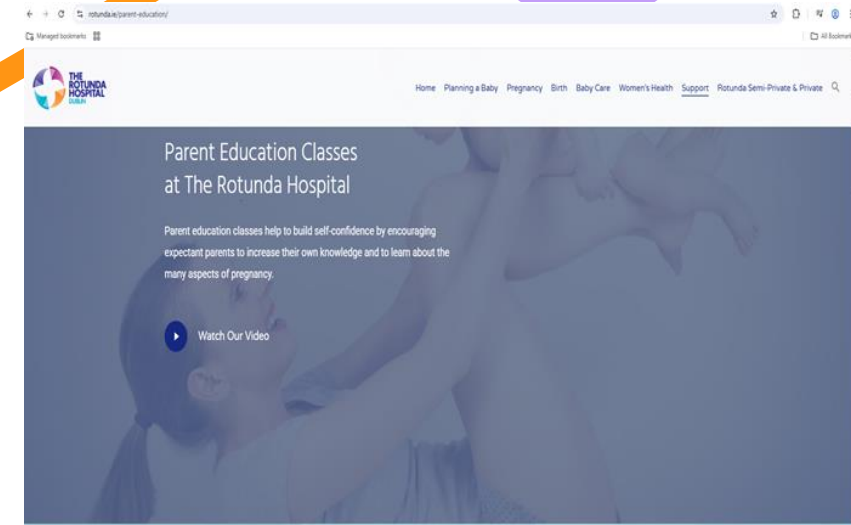 rotunda.ie/parent-education/
Managed bookmarks
All Bookmarks
THE
ROTUNDA
HOSPITAL
DUBLIN
Home Planning a Baby Pregnancy Birth Baby Care Women's Health Support Rotunda Semi-Private & Private
Parent Education Classes
at The Rotunda Hospital
Parent education classes help to build self-confidence by encouraging
expectant parents to increase their own knowledge and to learn about the
many aspects of pregnancy.
Watch Our Video